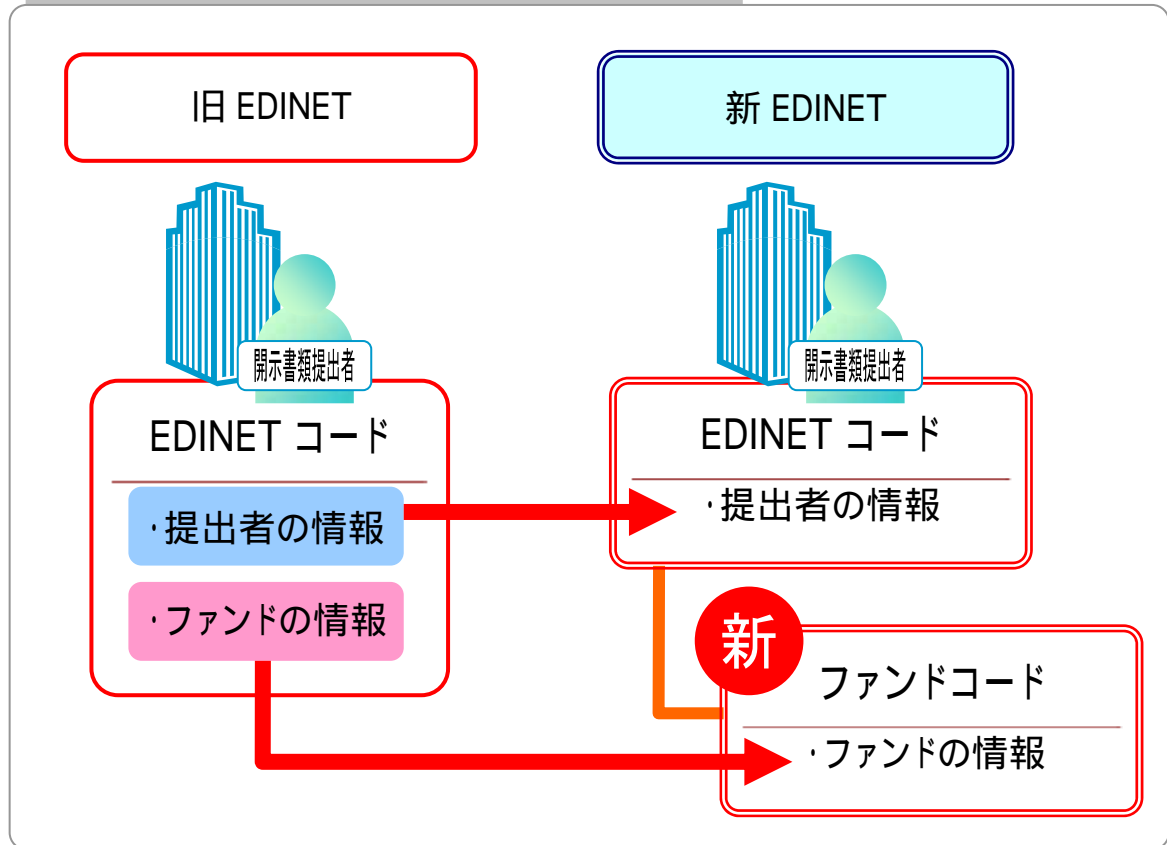 旧 EDINET
新 EDINET
開示書類提出者
開示書類提出者
EDINET コード
・提出者の情報
・ファンドの情報
EDINET コード
・提出者の情報
新
ファンドコード
・ファンドの情報